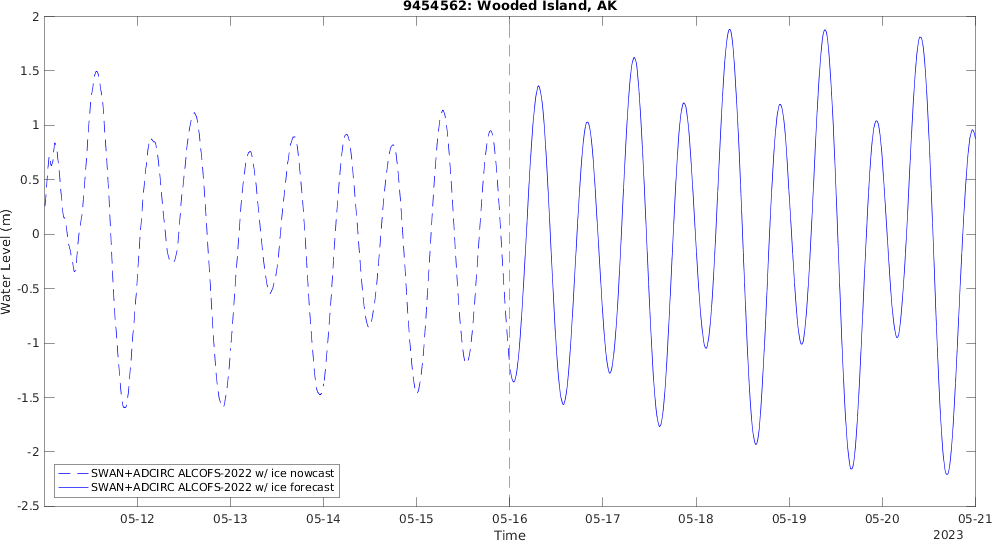 9454562: Wooded Island, AK
2
1.5
1
0.5
0
-0.5
-1
-1.5
-2
-2.5
Water Level (m)
SWAN+ADCIRC ALCOFS-2022 w/ ice nowcast
SWAN+ADCIRC ALCOFS-2022 w/ ice forecast
05-12 05-13 05-14 05-15 05-16 05-17 05-18 05-19 05-20 05-21
Time
2023